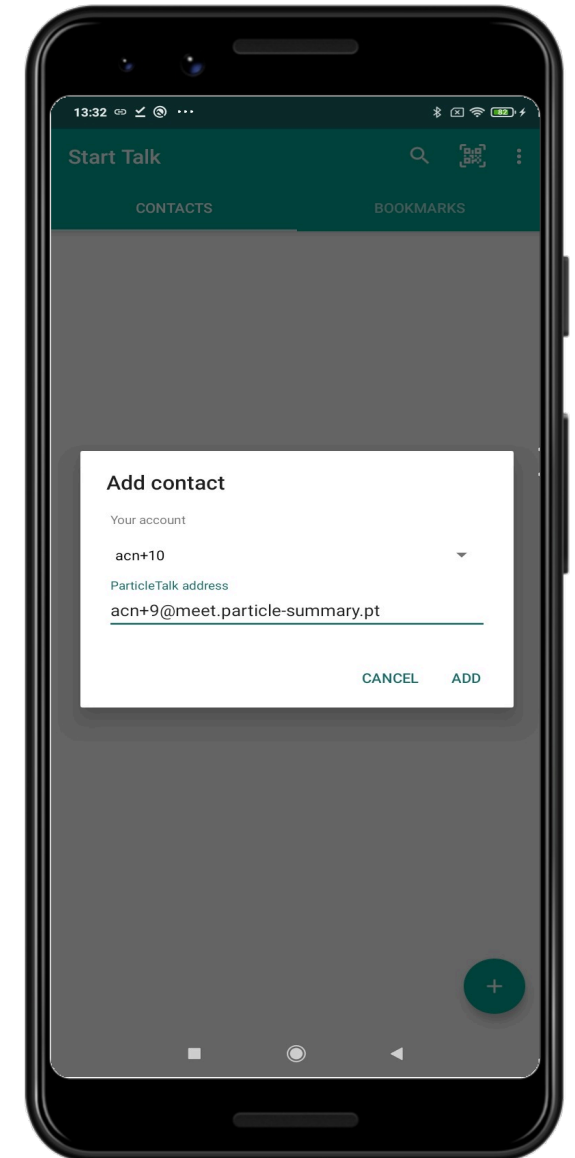 13:32
82
Start Talk
CONTACTS BOOKMARKS
Add contact
Your account
acn+10
ParticleTalk address
acn+9@meet.particle-summary.pt
CANCEL ADD